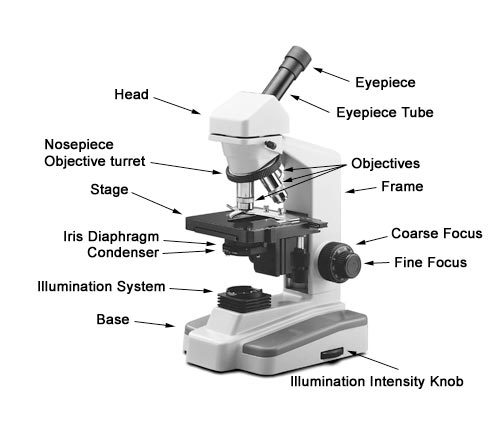 Eyepiece
Head
Eyepiece Tube
Nosepiece
Objective turret
Objectives
Stage
Frame
Iris Diaphragm
Condenser
Coarse Focus
Fine Focus
Illumination System
Base
Illumination Intensity Knob